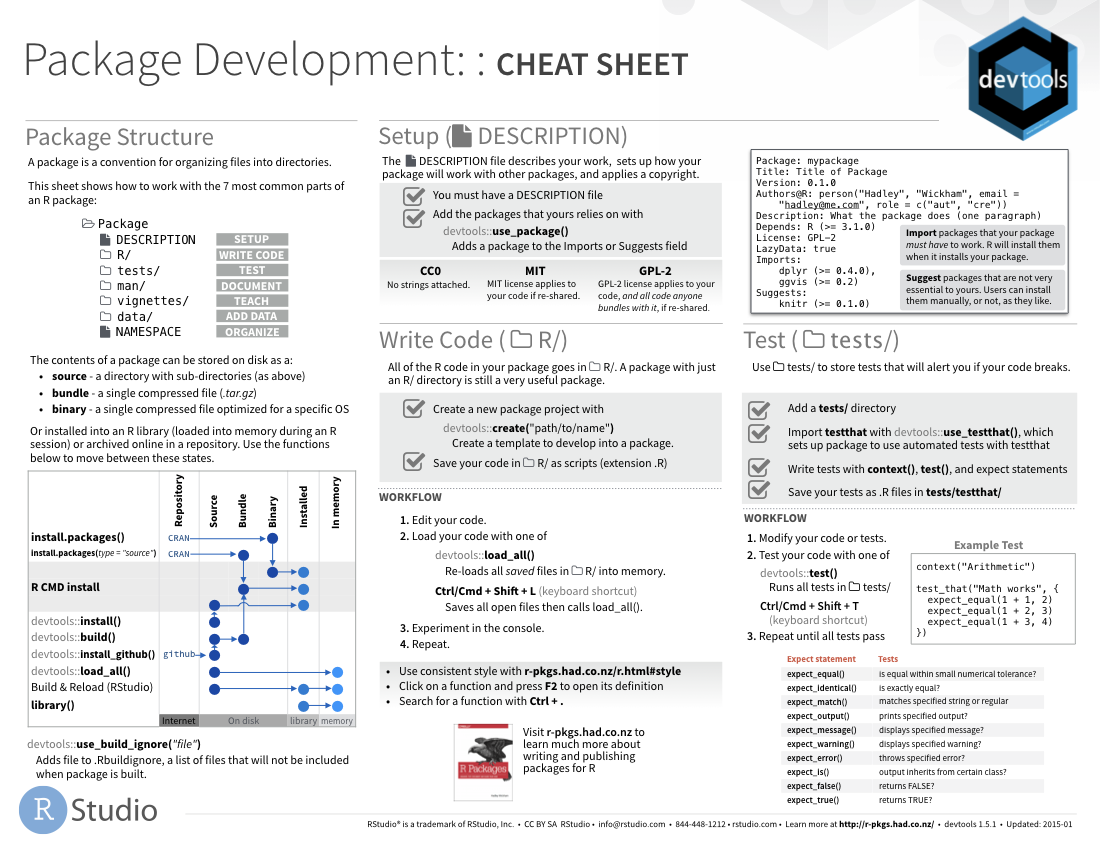 Package Development: : CHEAT SHEET
devtools
Package Structure
A package is a convention for organizing files into directories.
This sheet shows how to work with the 7 most common parts of
an R package:
Package
DESCRIPTION SETUP
R/ WRITE CODE
tests/ TEST
man/ DOCUMENT
vignettes/ TEACH
data/ ADD DATA
NAMESPACE ORGANIZE
The contents of a package can be stored on disk as a:
• source - a directory with sub-directories (as above)
• bundle - a single compressed file (.tar.gz)
• binary - a single compressed file optimized for a specific OS
Or installed into an R library (loaded into memory during an R
session) or archived online in a repository. Use the functions
below to move between these states.
Repository
Source
Bundle
Binary
Installed
In memory
install.packages() CRAN
install.packages(type = "source") CRAN
R CMD install
devtools::install()
devtools::build()
devtools::install_github() github
devtools::load_all()
Build & Reload (RStudio)
library()
Internet On disk library memory
devtools::use_build_ignore("file")
Adds file to .Rbuildignore, a list of files that will not be included
when package is built.
R Studio
Setup ( DESCRIPTION)
The DESCRIPTION file describes your work, sets up how your
package will work with other packages, and applies a copyright.
You must have a DESCRIPTION file
Add the packages that yours relies on with
devtools::use_package()
Adds a package to the Imports or Suggests field
CC0
No strings attached.
MIT
MIT license applies to
your code if re-shared.
GPL-2
GPL-2 license applies to your
code, and all code anyone
bundles with it, if re-shared.
Package: mypackage
Title: Title of Package
Version: 0.1.0
Authors@R: person("Hadley", "Wickham", email =
"hadley@me.com", role = c("aut", "cre"))
Description: What the package does (one paragraph)
Depends: R (>= 3.1.0)
License: GPL-2
LazyData: true
Imports:
dplyr (>= 0.4.0),
ggvis (>= 0.2)
Suggests:
knitr (>= 0.1.0)
Import packages that your package
must have to work. R will install them
when it installs your package.
Suggest packages that are not very
essential to yours. Users can install
them manually, or not, as they like.
Write Code ( R/)
All of the R code in your package goes in R/. A package with just
an R/ directory is still a very useful package.
Create a new package project with
devtools::create("path/to/name")
Create a template to develop into a package.
Save your code in R/ as scripts (extension .R)
WORKFLOW
1. Edit your code.
2. Load your code with one of
devtools::load_all()
Re-loads all saved files in R/ into memory.
Ctrl/Cmd + Shift + L (keyboard shortcut)
Saves all open files then calls load_all().
3. Experiment in the console.
4. Repeat.
• Use consistent style with r-pkgs.had.co.nz/r.html#style
• Click on a function and press F2 to open its definition
• Search for a function with Ctrl + .
R Packages
Visit r-pkgs.had.co.nz to
learn much more about
writing and publishing
packages for R
Test ( tests/)
Use tests/ to store tests that will alert you if your code breaks.
Add a tests/ directory
Import testthat with devtools::use_testthat(), which
sets up package to use automated tests with testthat
Write tests with context(), test(), and expect statements
Save your tests as .R files in tests/testthat/
WORKFLOW
1. Modify your code or tests.
2. Test your code with one of
devtools::test()
Runs all tests in tests/
Ctrl/Cmd + Shift + T
(keyboard shortcut)
3. Repeat until all tests pass
Example Test
context("Arithmetic")
test_that("Math works", {
expect_equal(1 + 1, 2)
expect_equal(1 + 2, 3)
expect_equal(1 + 3, 4)
})
Expect statement Tests
expect_equal() is equal within small numerical tolerance?
expect_identical() is exactly equal?
expect_match() matches specified string or regular
expect_output() prints specified output?
expect_message() displays specified message?
expect_warning() displays specified warning?
expect_error() throws specified error?
expect_is() output inherits from certain class?
expect_false() returns FALSE?
expect_true() returns TRUE?
RStudio® is a trademark of RStudio, Inc. • CC BY SA RStudio • info@rstudio.com • 844-448-1212 • rstudio.com • Learn more at http://r-pkgs.had.co.nz/ • devtools 1.5.1 • Updated: 2015-01